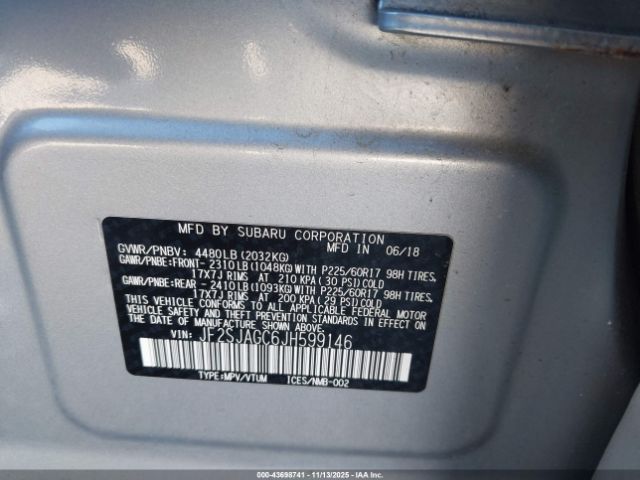 MFD BY SUBARU CORPORATION
GVWR/PNBV: 4480LB (2032KG) MFD IN 06/18
GAWR/PNBE:FRONT- 2310LB(1048KG)WITH P225/60R17 98H TIRES,
17X7J RIMS AT 210 KPA(30 PSI)COLD
GAWR/PNBE:REAR - 2410LB(1093KG)WITH P225/60R17 98H TIRES,
17X7J RIMS AT 200 KPA(29 PSI)COLD
THIS VEHICLE CONFORMS TO ALL APPLICABLE FEDERAL MOTOR
VEHICLE SAFETY AND THEFT PREVENTION STANDARDS IN
EFFECT ON THE DATE OF MANUFACTURE SHOWN ABOVE.
VIN: JF2SJAGC6JH599146
TYPE:MPV/VTUM ICES/NMB-002
000-43698741 - 11/13/2025 - IAAI.COM